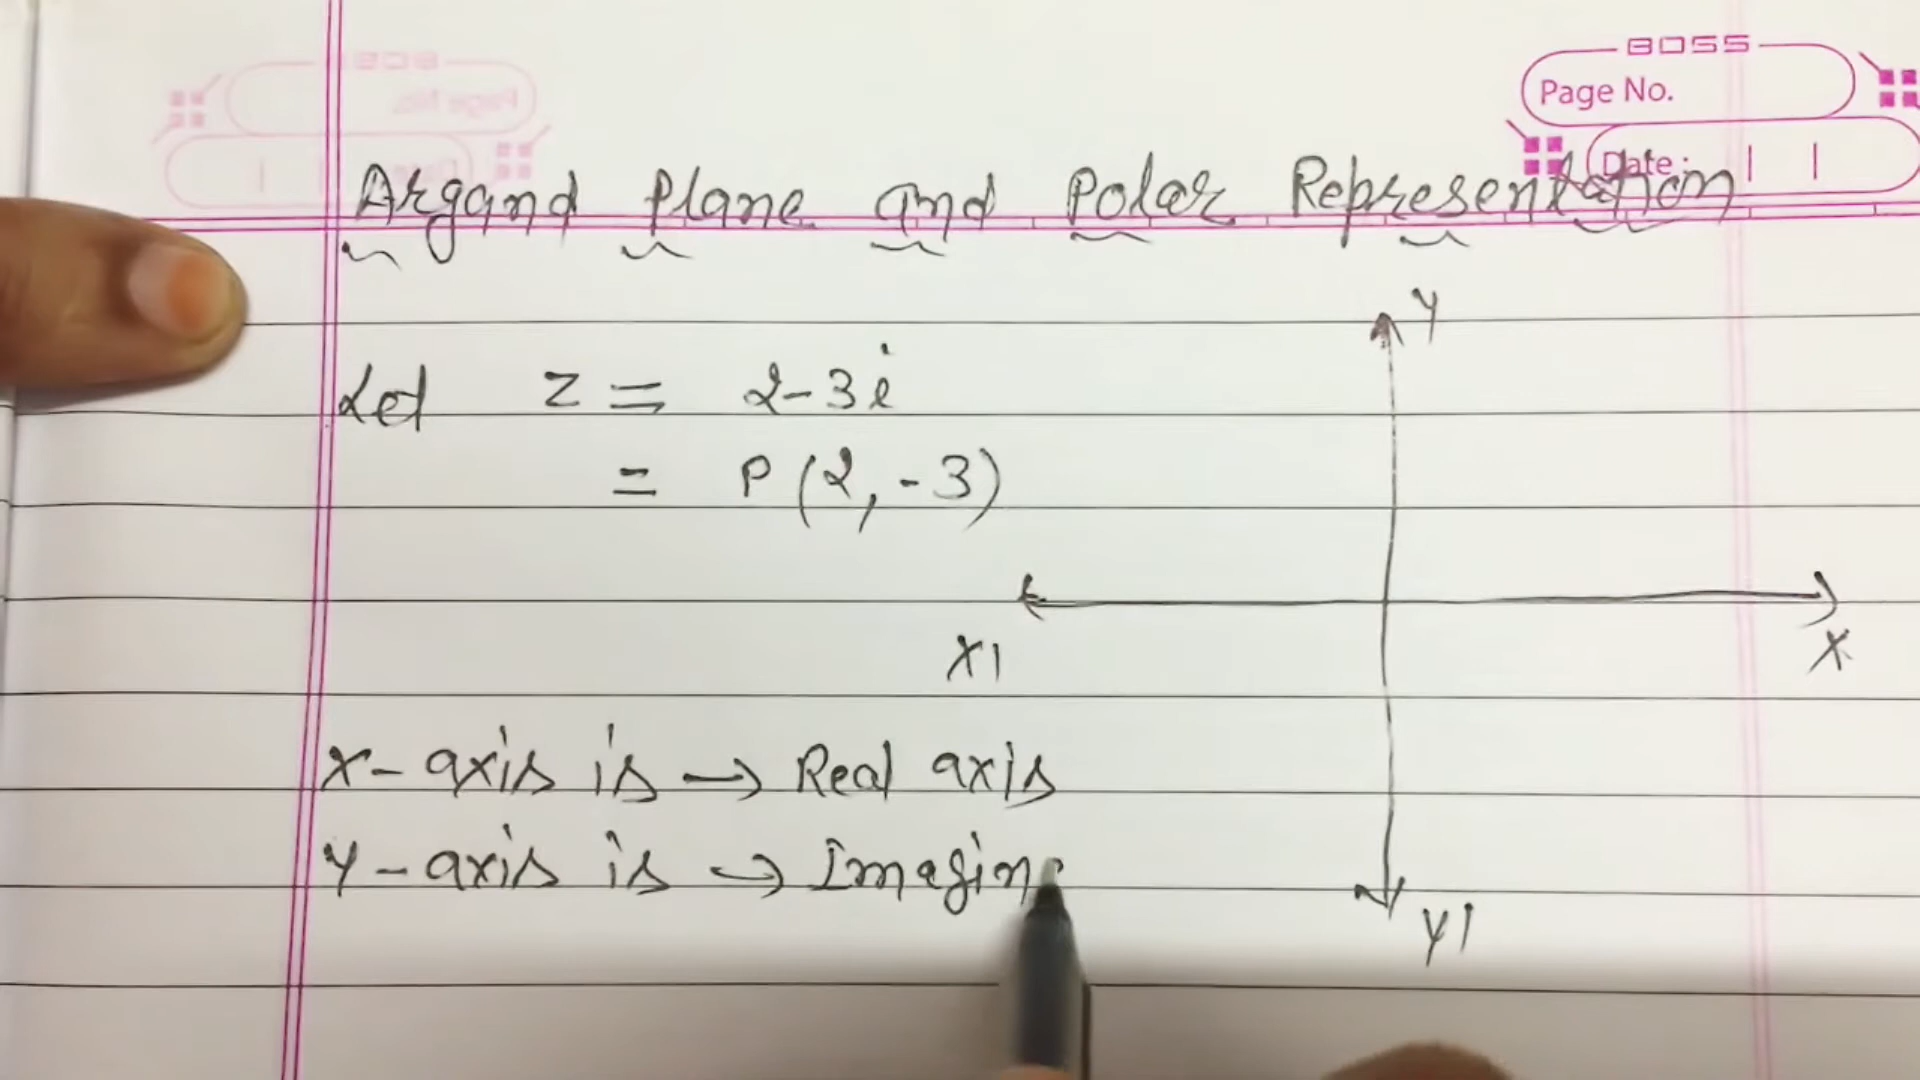 BOSS
Page No.
Date :
Argand Plane and Polar Representation
Y
Let z = 2-3i
= P (2, -3)
X1 X
X-axis is → Real axis
Y-axis is → Imagin
Y1